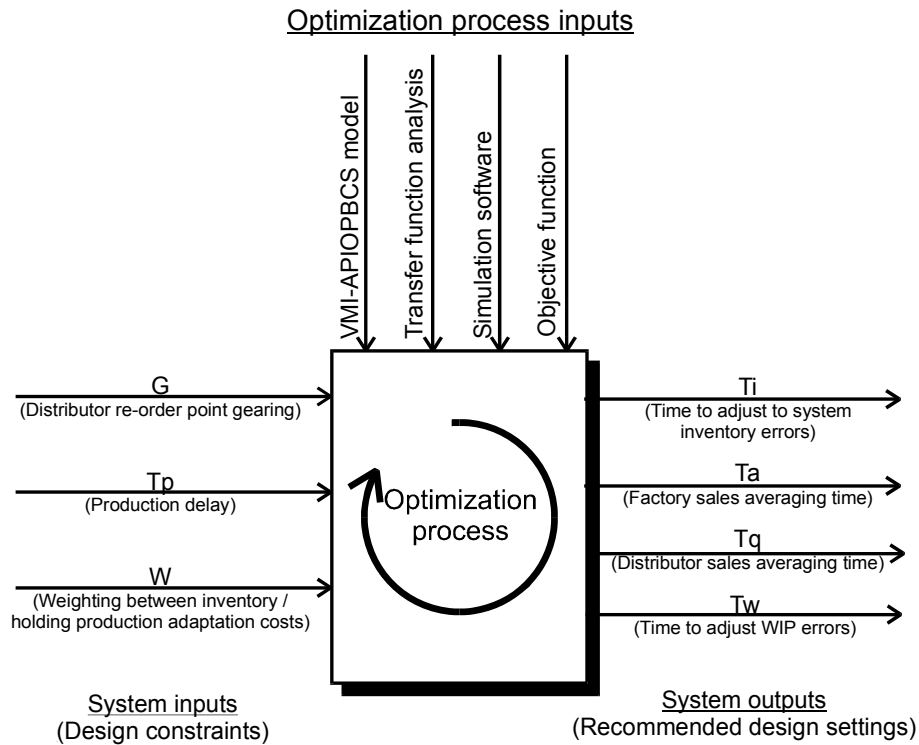 Optimization process inputs
VMI-APIOPBCS model
Transfer function analysis
Simulation software
Objective function
G
(Distributor re-order point gearing)
Tp
(Production delay)
W
(Weighting between inventory /
holding production adaptation costs)
Optimization
process
Ti
(Time to adjust to system
inventory errors)
Ta
(Factory sales averaging time)
Tq
(Distributor sales averaging time)
Tw
(Time to adjust WIP errors)
System inputs
(Design constraints)
System outputs
(Recommended design settings)